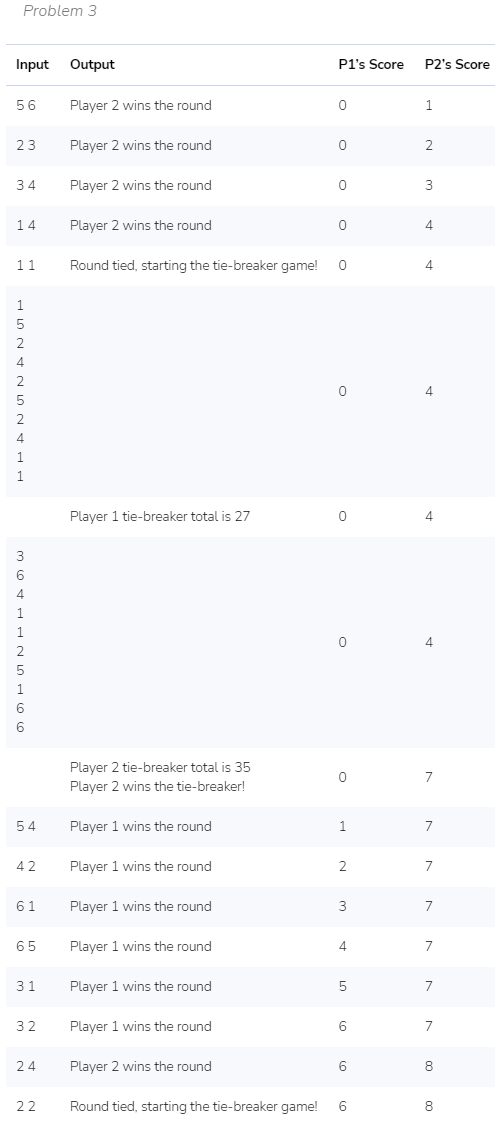 Problem 3
Input Output P1's Score P2's Score
5 6 Player 2 wins the round 0 1
2 3 Player 2 wins the round 0 2
3 4 Player 2 wins the round 0 3
1 4 Player 2 wins the round 0 4
1 1 Round tied, starting the tie-breaker game! 0 4
1
5
2
4
2
5
2
4
1
1
0 4
Player 1 tie-breaker total is 27 0 4
3
6
4
1
1
2
5
1
6
6
0 4
Player 2 tie-breaker total is 35
Player 2 wins the tie-breaker!
0 7
5 4 Player 1 wins the round 1 7
4 2 Player 1 wins the round 2 7
6 1 Player 1 wins the round 3 7
6 5 Player 1 wins the round 4 7
3 1 Player 1 wins the round 5 7
3 2 Player 1 wins the round 6 7
2 4 Player 2 wins the round 6 8
2 2 Round tied, starting the tie-breaker game! 6 8